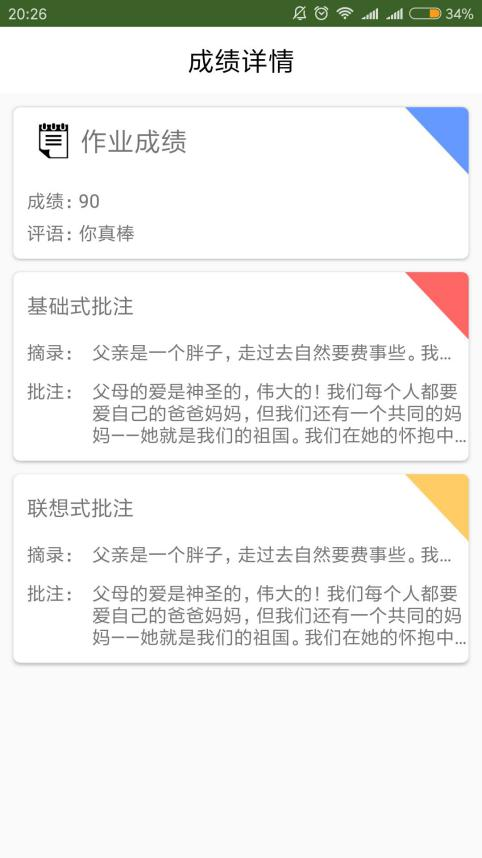 20:26
34%
成绩详情
作业成绩
成绩：90
评语：你真棒
基础式批注
摘录： 父亲是一个胖子，走过去自然要费事些。我…
批注： 父母的爱是神圣的，伟大的！我们每个人都要
爱自己的爸爸妈妈，但我们还有一个共同的妈
妈——她就是我们的祖国。我们在她的怀抱中…
联想式批注
摘录： 父亲是一个胖子，走过去自然要费事些。我…
批注： 父母的爱是神圣的，伟大的！我们每个人都要
爱自己的爸爸妈妈，但我们还有一个共同的妈
妈——她就是我们的祖国。我们在她的怀抱中…